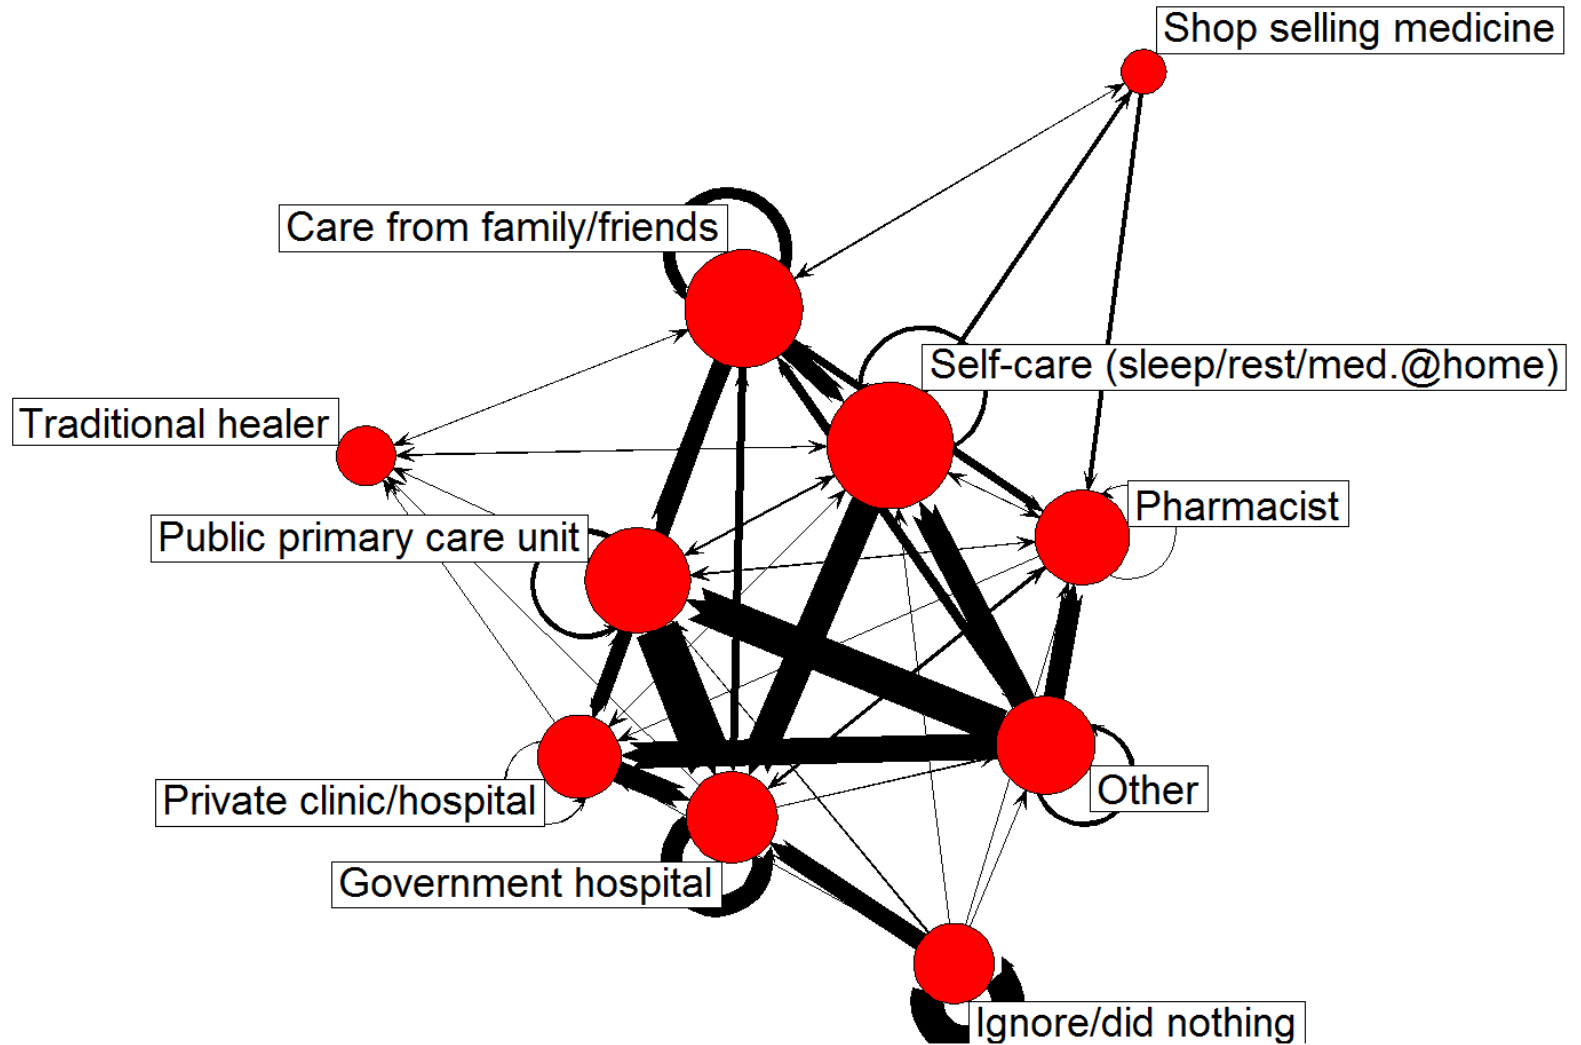 Shop selling medicine
Care from family/friends
Self-care (sleep/rest/med.@home)
Traditional healer
Pharmacist
Public primary care unit
Other
Private clinic/hospital
Government hospital
Ignore/did nothing